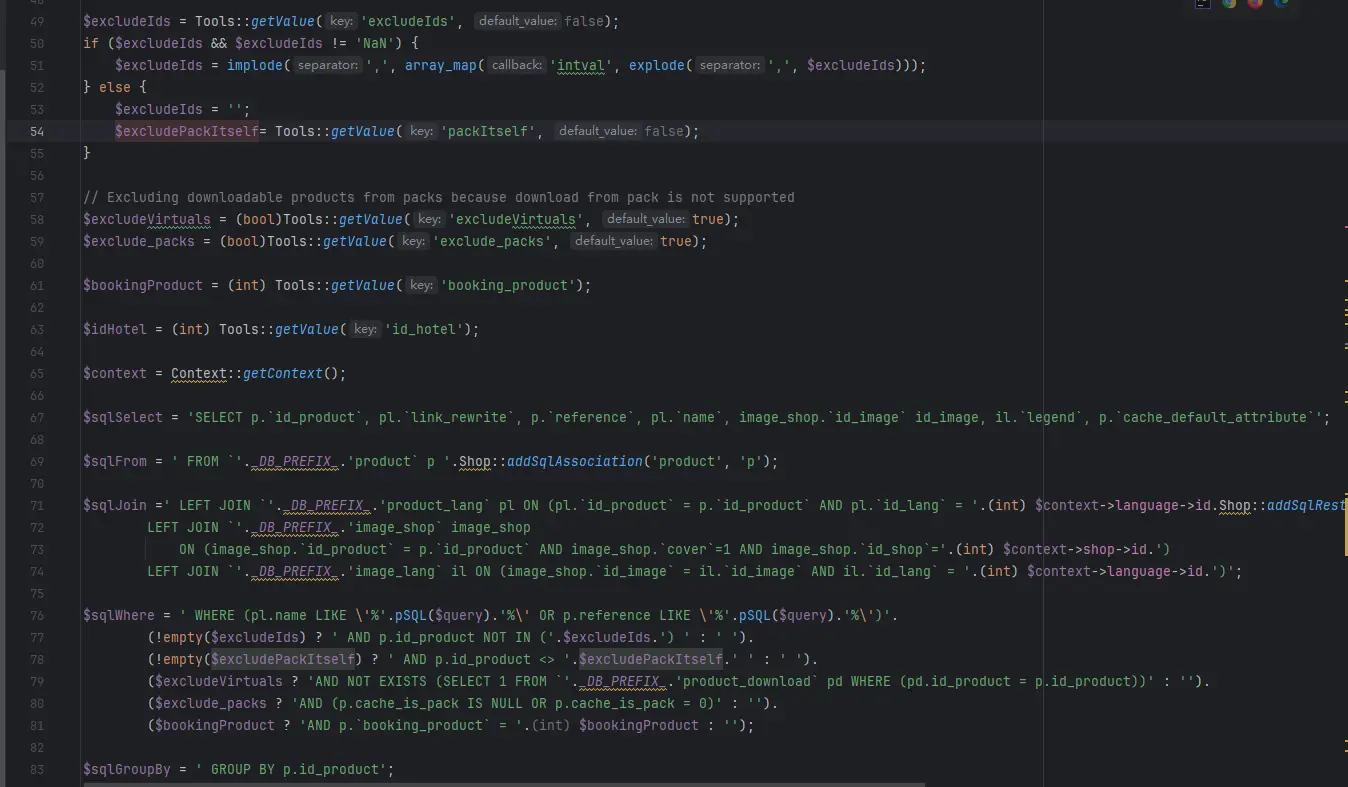 48
49 $excludeIds = Tools::getValue( key: 'excludeIds', default_value: false);
50 if ($excludeIds && $excludeIds != 'NaN') {
51 $excludeIds = implode( separator: ',', array_map( callback: 'intval', explode( separator: ',', $excludeIds)));
52 } else {
53 $excludeIds = '';
54 $excludePackItself= Tools::getValue( key: 'packItself', default_value: false);
55 }
56
57 // Excluding downloadable products from packs because download from pack is not supported
58 $excludeVirtuals = (bool)Tools::getValue( key: 'excludeVirtuals', default_value: true);
59 $exclude_packs = (bool)Tools::getValue( key: 'exclude_packs', default_value: true);
60
61 $bookingProduct = (int) Tools::getValue( key: 'booking_product');
62
63 $idHotel = (int) Tools::getValue( key: 'id_hotel');
64
65 $context = Context::getContext();
66
67 $sqlSelect = 'SELECT p.`id_product`, pl.`link_rewrite`, p.`reference`, pl.`name`, image_shop.`id_image` id_image, il.`legend`, p.`cache_default_attribute`';
68
69 $sqlFrom = ' FROM `'._DB_PREFIX_.'product` p '.Shop::addSqlAssociation('product', 'p');
70
71 $sqlJoin =' LEFT JOIN `'._DB_PREFIX_.'product_lang` pl ON (pl.`id_product` = p.`id_product` AND pl.`id_lang` = '.(int) $context->language->id.Shop::addSqlRest
72 LEFT JOIN `'._DB_PREFIX_.'image_shop` image_shop
73 ON (image_shop.`id_product` = p.`id_product` AND image_shop.`cover`=1 AND image_shop.`id_shop`='.(int) $context->shop->id.')
74 LEFT JOIN `'._DB_PREFIX_.'image_lang` il ON (image_shop.`id_image` = il.`id_image` AND il.`id_lang` = '.(int) $context->language->id.')';
75
76 $sqlWhere = ' WHERE (pl.name LIKE \'%'.pSQL($query).'%\' OR p.reference LIKE \'%'.pSQL($query).'%\')'.
77 (!empty($excludeIds) ? ' AND p.id_product NOT IN ('.$excludeIds.') ' : ' ').
78 (!empty($excludePackItself) ? ' AND p.id_product <> '.$excludePackItself.' ' : ' ').
79 ($excludeVirtuals ? 'AND NOT EXISTS (SELECT 1 FROM `'._DB_PREFIX_.'product_download` pd WHERE (pd.id_product = p.id_product))' : '').
80 ($exclude_packs ? 'AND (p.cache_is_pack IS NULL OR p.cache_is_pack = 0)' : '').
81 ($bookingProduct ? 'AND p.`booking_product` = '.(int) $bookingProduct : '');
82
83 $sqlGroupBy = ' GROUP BY p.id_product';